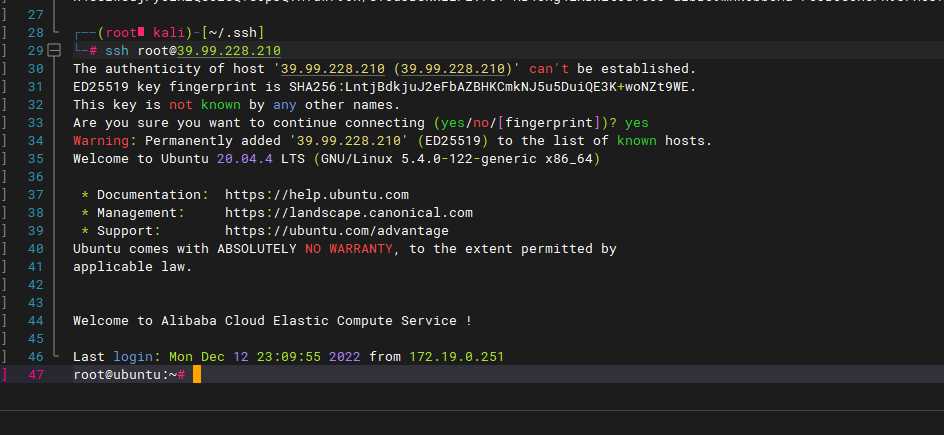 27
28 ┌──(root kali)-[~/.ssh]
29 └─# ssh root@39.99.228.210
30 The authenticity of host '39.99.228.210 (39.99.228.210)' can't be established.
31 ED25519 key fingerprint is SHA256:LntjBdkjuJ2eFbAZBHKCmkNJ5u5DuiQE3K+woNZt9WE.
32 This key is not known by any other names.
33 Are you sure you want to continue connecting (yes/no/[fingerprint])? yes
34 Warning: Permanently added '39.99.228.210' (ED25519) to the list of known hosts.
35 Welcome to Ubuntu 20.04.4 LTS (GNU/Linux 5.4.0-122-generic x86_64)
36
37 * Documentation: https://help.ubuntu.com
38 * Management: https://landscape.canonical.com
39 * Support: https://ubuntu.com/advantage
40 Ubuntu comes with ABSOLUTELY NO WARRANTY, to the extent permitted by
41 applicable law.
42
43
44 Welcome to Alibaba Cloud Elastic Compute Service !
45
46 Last login: Mon Dec 12 23:09:55 2022 from 172.19.0.251
47 root@ubuntu:~#